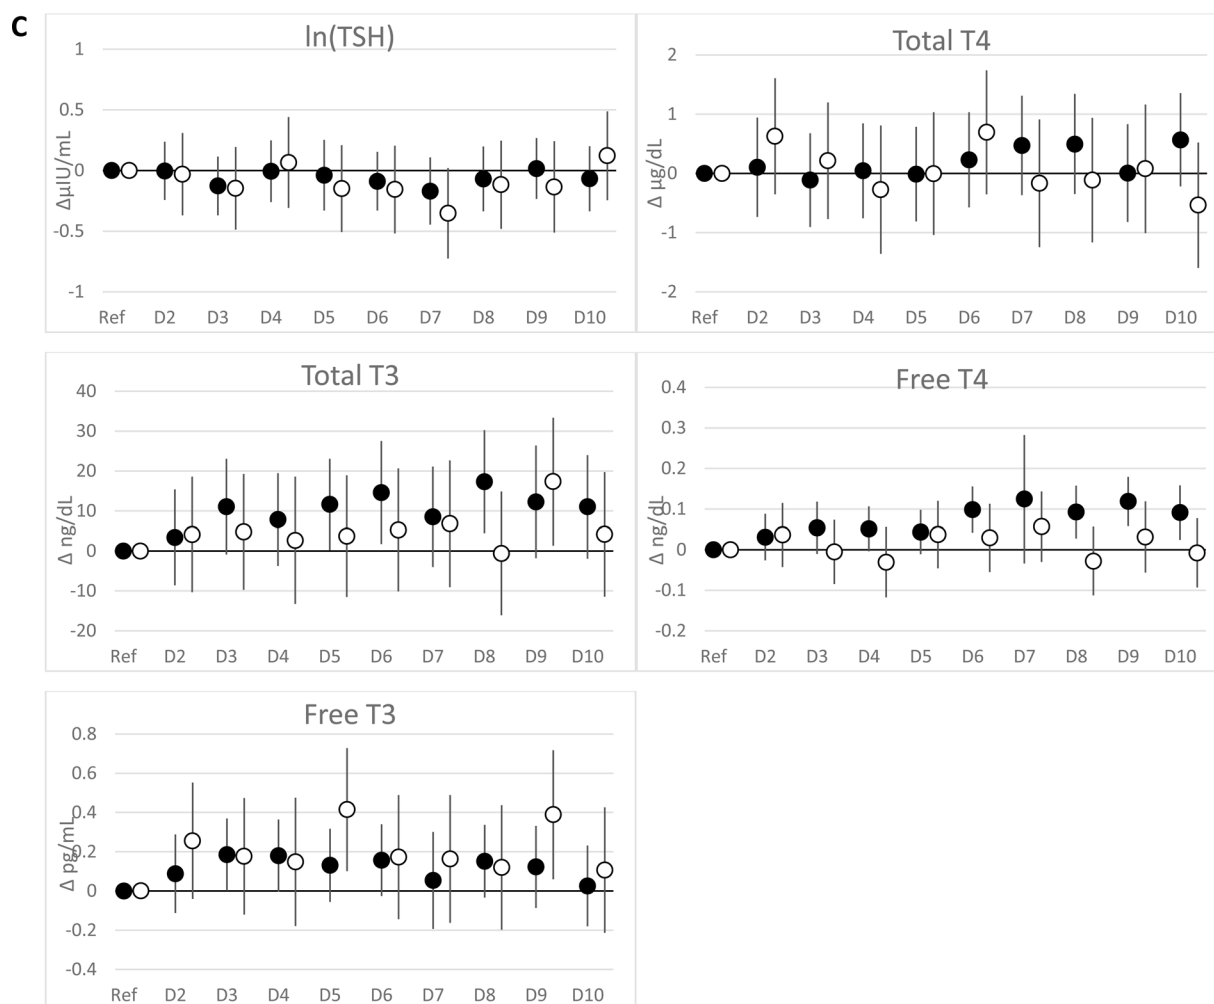 C
ln(TSH)
1
0.5
0
-0.5
-1
ΔμIU/mL
Ref D2 D3 D4 D5 D6 D7 D8 D9 D10
Total T4
2
1
0
-1
-2
Δ μg/dL
Ref D2 D3 D4 D5 D6 D7 D8 D9 D10
Total T3
40
30
20
10
0
-10
-20
Δ ng/dL
Ref D2 D3 D4 D5 D6 D7 D8 D9 D10
Free T4
0.4
0.3
0.2
0.1
0
-0.1
-0.2
Δ ng/dL
Ref D2 D3 D4 D5 D6 D7 D8 D9 D10
Free T3
0.8
0.6
0.4
0.2
0
-0.2
-0.4
Δ pg/mL
Ref D2 D3 D4 D5 D6 D7 D8 D9 D10